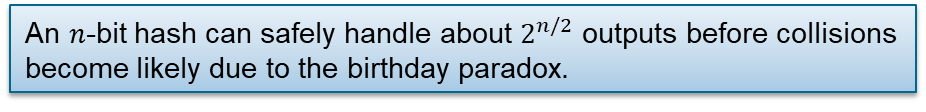 An n-bit hash can safely handle about 2^{n/2} outputs before collisions
become likely due to the birthday paradox.